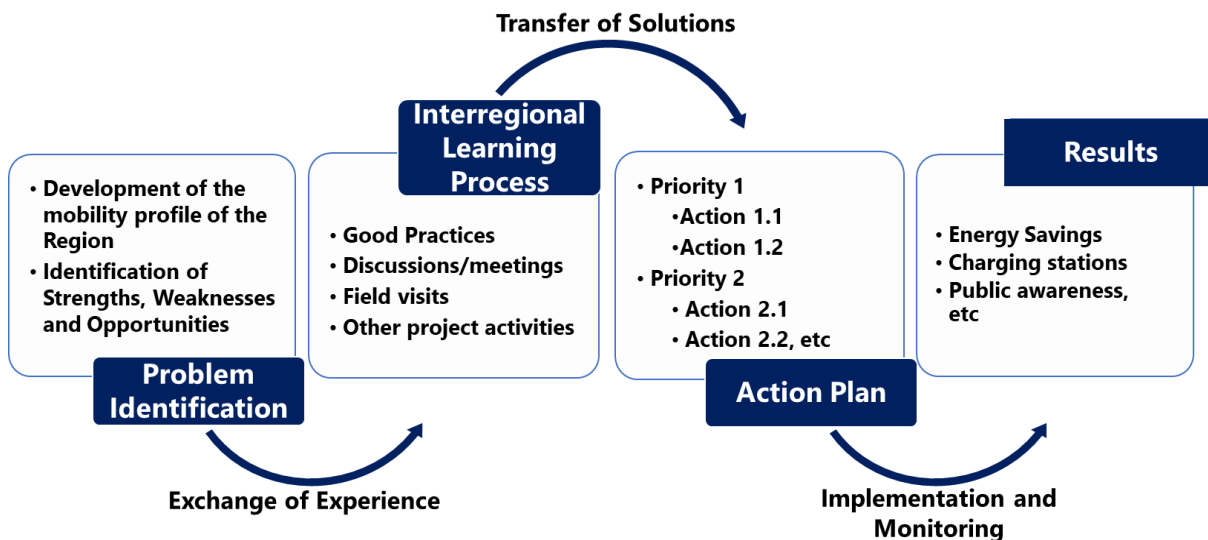 Transfer of Solutions
• Development of the
mobility profile of the
Region
• Identification of
Strengths, Weaknesses
and Opportunities
Problem
Identification
Exchange of Experience
Interregional
Learning
Process
• Good Practices
• Discussions/meetings
• Field visits
• Other project activities
• Priority 1
•Action 1.1
•Action 1.2
• Priority 2
• Action 2.1
• Action 2.2, etc
Action Plan
Implementation and
Monitoring
Results
• Energy Savings
• Charging stations
• Public awareness,
etc